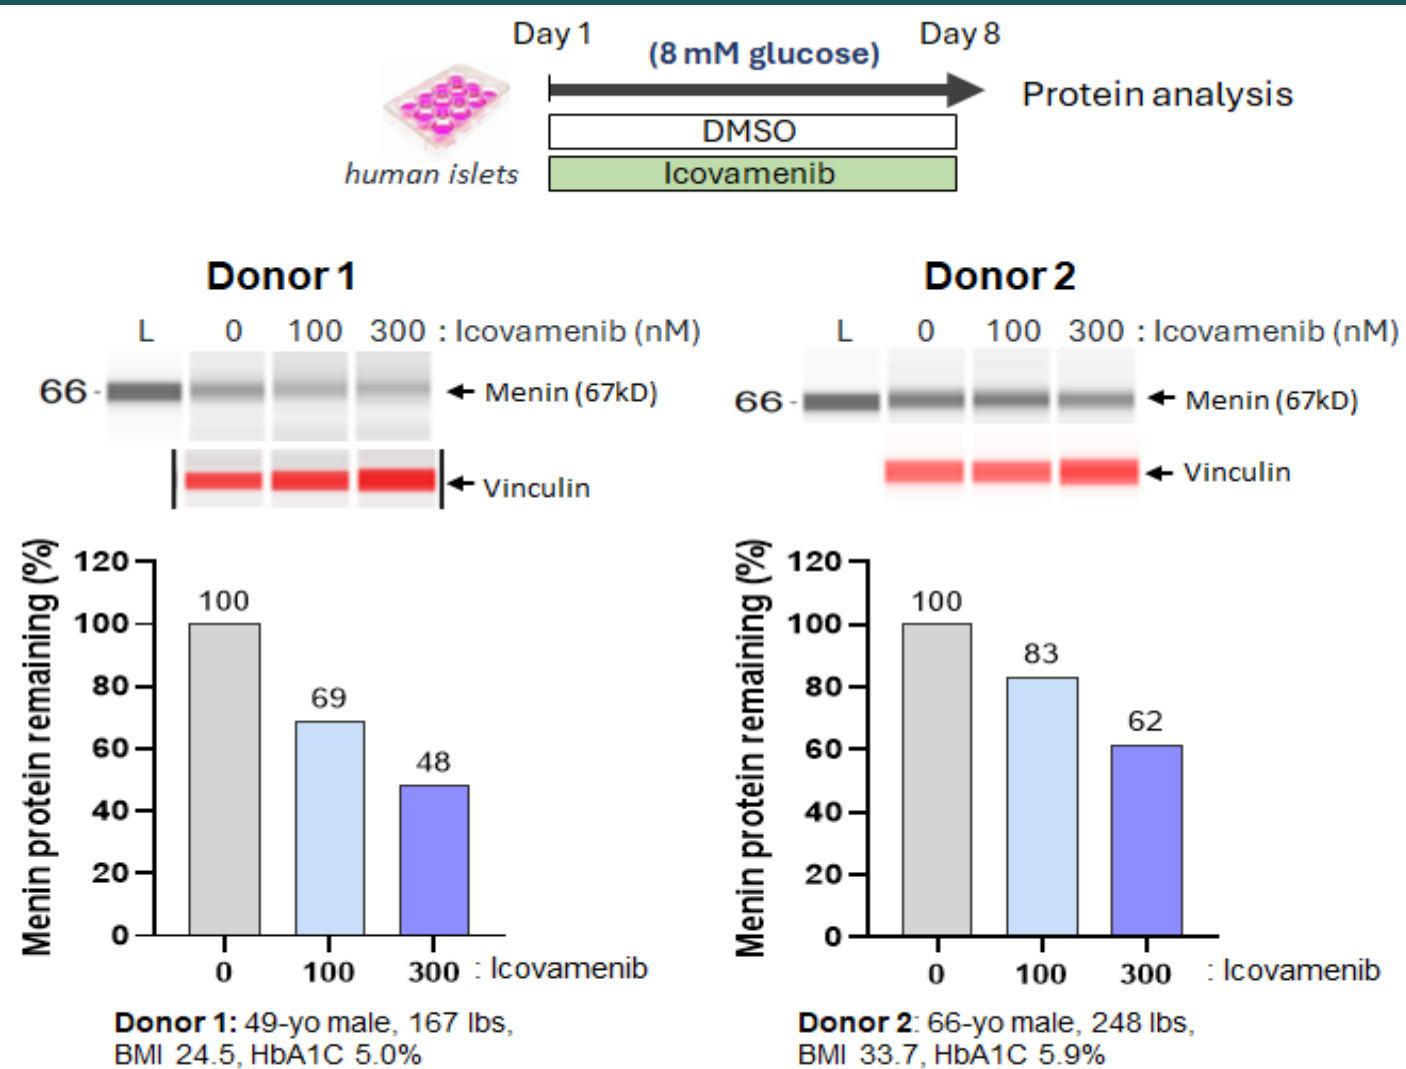 Day 1
(8 mM glucose)
Day 8
Protein analysis
DMSO
Icovamenib
human islets
Donor 1
L 0 100 300 : Icovamenib (nM)
66 -
Menin (67kD)
Vinculin
Menin protein remaining (%)
120
100
80
60
40
20
0
100
69
48
0 100 300 : Icovamenib
Donor 1: 49-yo male, 167 lbs,
BMI 24.5, HbA1C 5.0%
Donor 2
L 0 100 300 : Icovamenib (nM)
66 -
Menin (67kD)
Vinculin
Menin protein remaining (%)
120
100
80
60
40
20
0
100
83
62
0 100 300 : Icovamenib
Donor 2: 66-yo male, 248 lbs,
BMI 33.7, HbA1C 5.9%